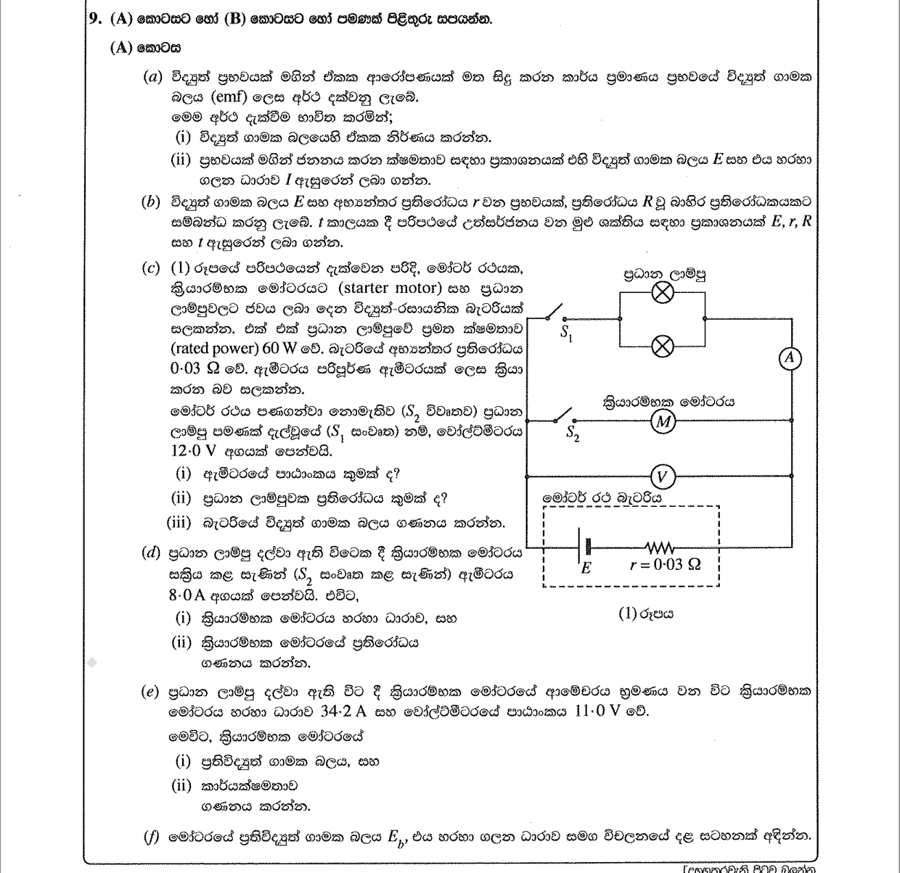 9. (A) කොටසට හෝ (B) කොටසට හෝ පමණක් පිළිතුරු සපයන්න.
(A) කොටස
(a) විද්‍යුත් ප්‍රභවයක් මගින් ඒකක ආරෝපණයක් මත සිදු කරන කාර්ය ප්‍රමාණය ප්‍රභවයේ විද්‍යුත් ගාමක
බලය (emf) ලෙස අර්ථ දක්වනු ලැබේ.
මෙම අර්ථ දැක්වීම භාවිත කරමින්;
(i) විද්‍යුත් ගාමක බලයෙහි ඒකක නිර්ණය කරන්න.
(ii) ප්‍රභවයක් මගින් ජනනය කරන ක්ෂමතාව සඳහා ප්‍රකාශනයක් එහි විද්‍යුත් ගාමක බලය E සහ එය හරහා
ගලන ධාරාව I ඇසුරෙන් ලබා ගන්න.
(b) විද්‍යුත් ගාමක බලය E සහ අභ්‍යන්තර ප්‍රතිරෝධය r වන ප්‍රභවයක්, ප්‍රතිරෝධය R වූ බාහිර ප්‍රතිරෝධකයකට
සම්බන්ධ කරනු ලැබේ. t කාලයක දී පරිපථයේ උත්සර්ජනය වන මුළු ශක්තිය සඳහා ප්‍රකාශනයක් E, r, R
සහ t ඇසුරෙන් ලබා ගන්න.
(c) (1) රූපයේ පරිපථයෙන් දැක්වෙන පරිදි, මෝටර් රථයක,
ක්‍රියාරම්භක මෝටරයට (starter motor) සහ ප්‍රධාන
ලාම්පුවලට ජවය ලබා දෙන විද්‍යුත්-රසායනික බැටරියක්
සලකන්න. එක් එක් ප්‍රධාන ලාම්පුවේ ප්‍රමත ක්ෂමතාව
(rated power) 60 W වේ. බැටරියේ අභ්‍යන්තර ප්‍රතිරෝධය
0·03 Ω වේ. ඇමීටරය පරිපූර්ණ ඇමීටරයක් ලෙස ක්‍රියා
කරන බව සලකන්න.
මෝටර් රථය පණගන්වා නොමැතිව (S₂ විවෘතව) ප්‍රධාන
ලාම්පු පමණක් දැල්වූයේ (S₁ සංවෘත) නම්, වෝල්ට්මීටරය
12·0 V අගයක් පෙන්වයි.
(i) ඇමීටරයේ පාඨාංකය කුමක් ද?
(ii) ප්‍රධාන ලාම්පුවක ප්‍රතිරෝධය කුමක් ද?
(iii) බැටරියේ විද්‍යුත් ගාමක බලය ගණනය කරන්න.
(d) ප්‍රධාන ලාම්පු දල්වා ඇති විටෙක දී ක්‍රියාරම්භක මෝටරය
සක්‍රිය කළ සැණින් (S₂ සංවෘත කළ සැණින්) ඇමීටරය
8·0 A අගයක් පෙන්වයි. එවිට,
(i) ක්‍රියාරම්භක මෝටරය හරහා ධාරාව, සහ
(ii) ක්‍රියාරම්භක මෝටරයේ ප්‍රතිරෝධය
ගණනය කරන්න.
ප්‍රධාන ලාම්පු
S₁
A
ක්‍රියාරම්භක මෝටරය
M
S₂
V
මෝටර් රථ බැටරිය
E
r = 0·03 Ω
(1) රූපය
(e) ප්‍රධාන ලාම්පු දල්වා ඇති විට දී ක්‍රියාරම්භක මෝටරයේ ආමේචරය භ්‍රමණය වන විට ක්‍රියාරම්භක
මෝටරය හරහා ධාරාව 34·2 A සහ වෝල්ට්මීටරයේ පාඨාංකය 11·0 V වේ.
මෙවිට, ක්‍රියාරම්භක මෝටරයේ
(i) ප්‍රතිවිද්‍යුත් ගාමක බලය, සහ
(ii) කාර්යක්ෂමතාව
ගණනය කරන්න.
(f) මෝටරයේ ප්‍රතිවිද්‍යුත් ගාමක බලය E_b, එය හරහා ගලන ධාරාව සමග විචලනයේ දළ සටහනක් අඳින්න.